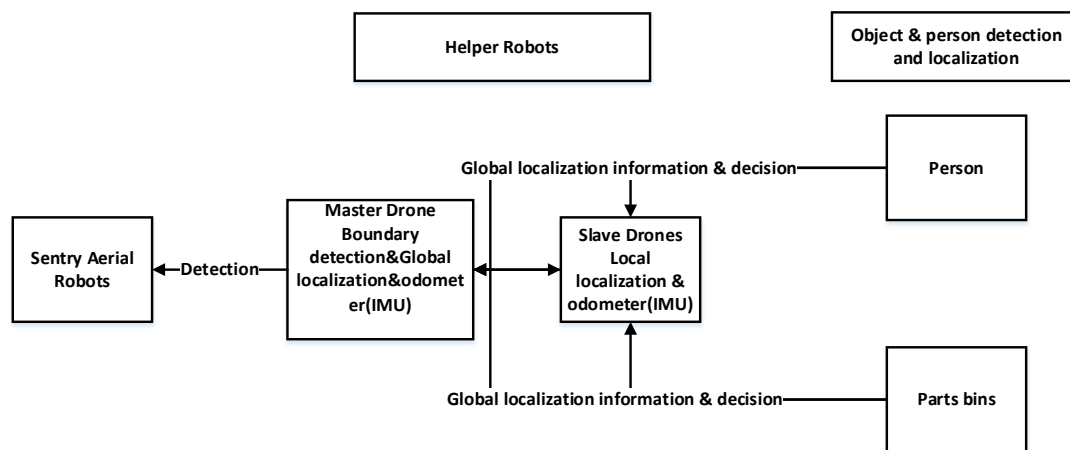 Helper Robots
Object & person detection
and localization
Global localization information & decision
Person
Master Drone
Boundary
detection&Global
localization&odomet
er(IMU)
Slave Drones
Local
localization &
odometer(IMU)
Sentry Aerial
Robots
Detection
Global localization information & decision
Parts bins